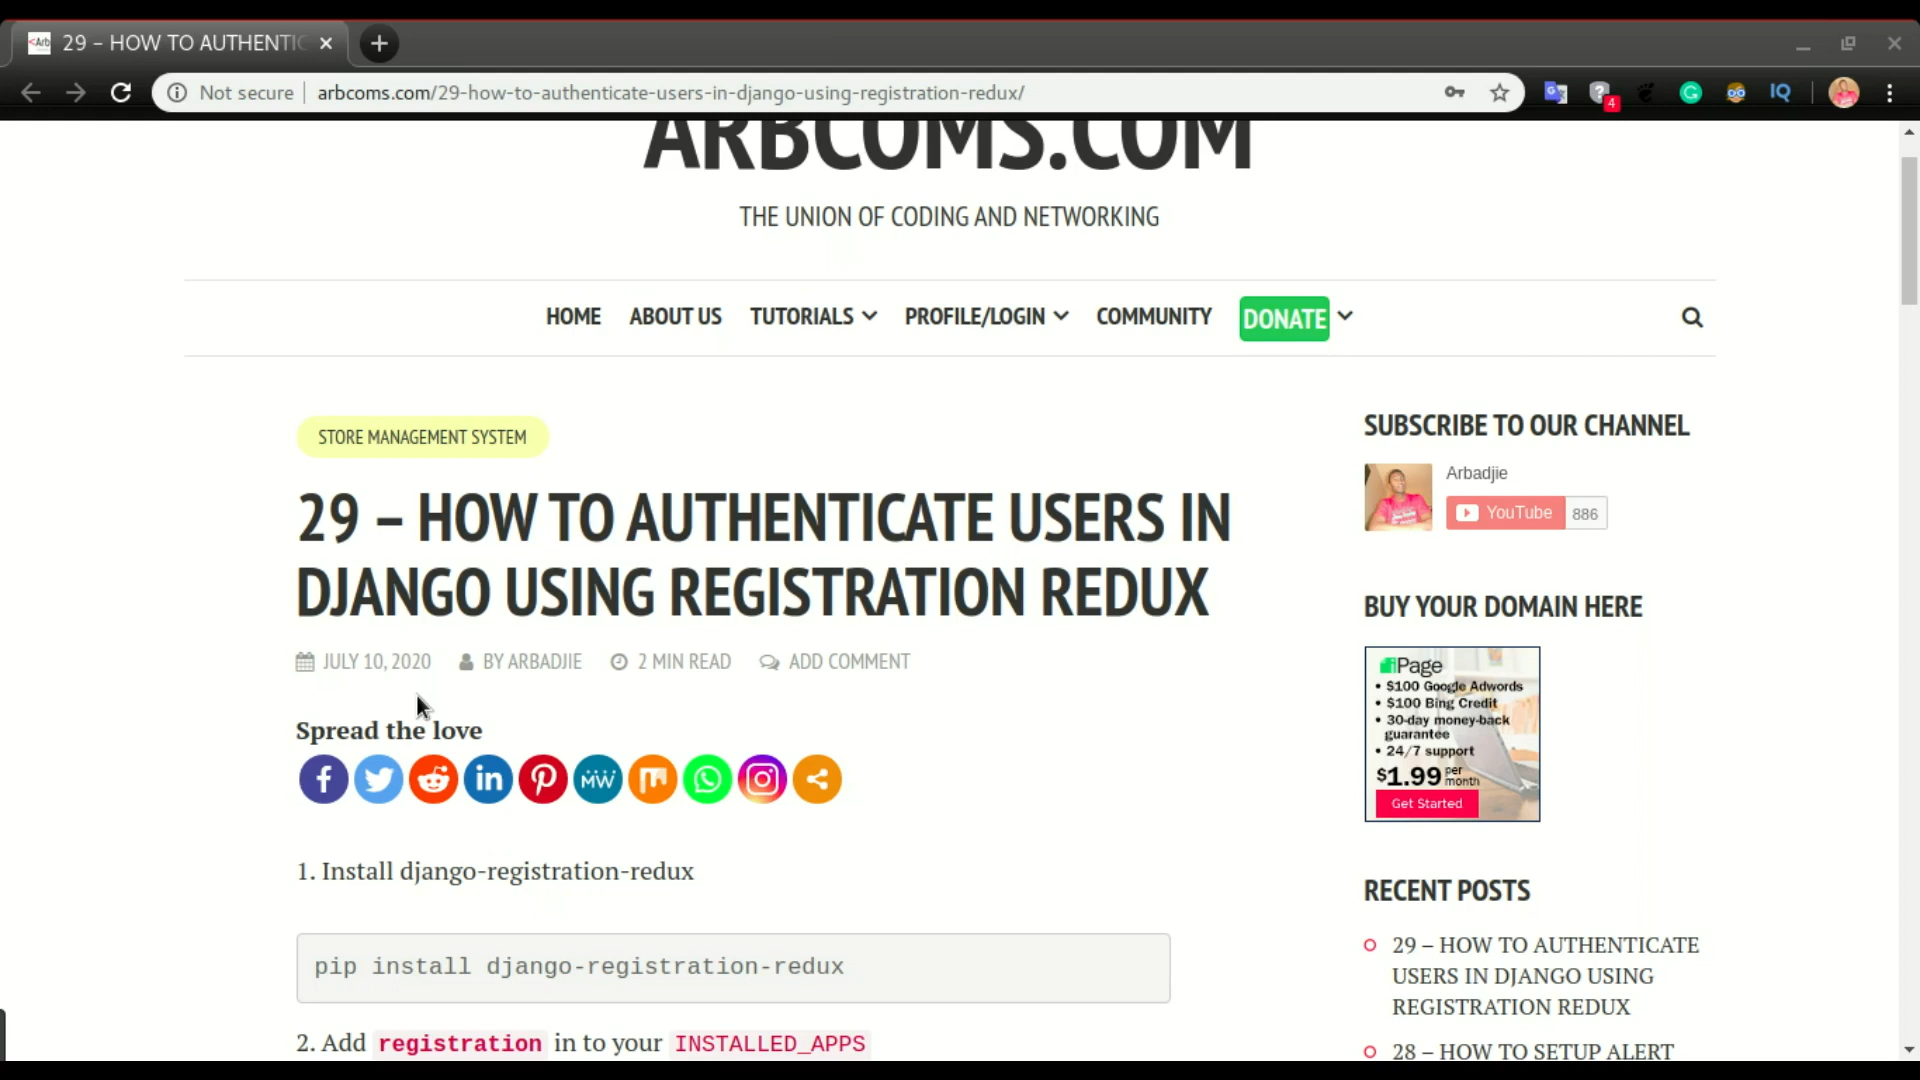 <Arb
29 – HOW TO AUTHENTIC
Not secure
arbcoms.com/29-how-to-authenticate-users-in-django-using-registration-redux/
4
IQ
ARBCOMS.COM
THE UNION OF CODING AND NETWORKING
HOME ABOUT US TUTORIALS PROFILE/LOGIN COMMUNITY DONATE
STORE MANAGEMENT SYSTEM
29 – HOW TO AUTHENTICATE USERS IN
DJANGO USING REGISTRATION REDUX
JULY 10, 2020 BY ARBADJIE 2 MIN READ ADD COMMENT
Spread the love
MW
1. Install django-registration-redux
pip install django-registration-redux
2. Add registration in to your INSTALLED_APPS
SUBSCRIBE TO OUR CHANNEL
Arbadjie
YouTube 886
BUY YOUR DOMAIN HERE
iPage
• $100 Google Adwords
• $100 Bing Credit
• 30-day money-back
guarantee
• 24/7 support
$1.99 per month
Get Started
RECENT POSTS
29 – HOW TO AUTHENTICATE
USERS IN DJANGO USING
REGISTRATION REDUX
28 – HOW TO SETUP ALERT